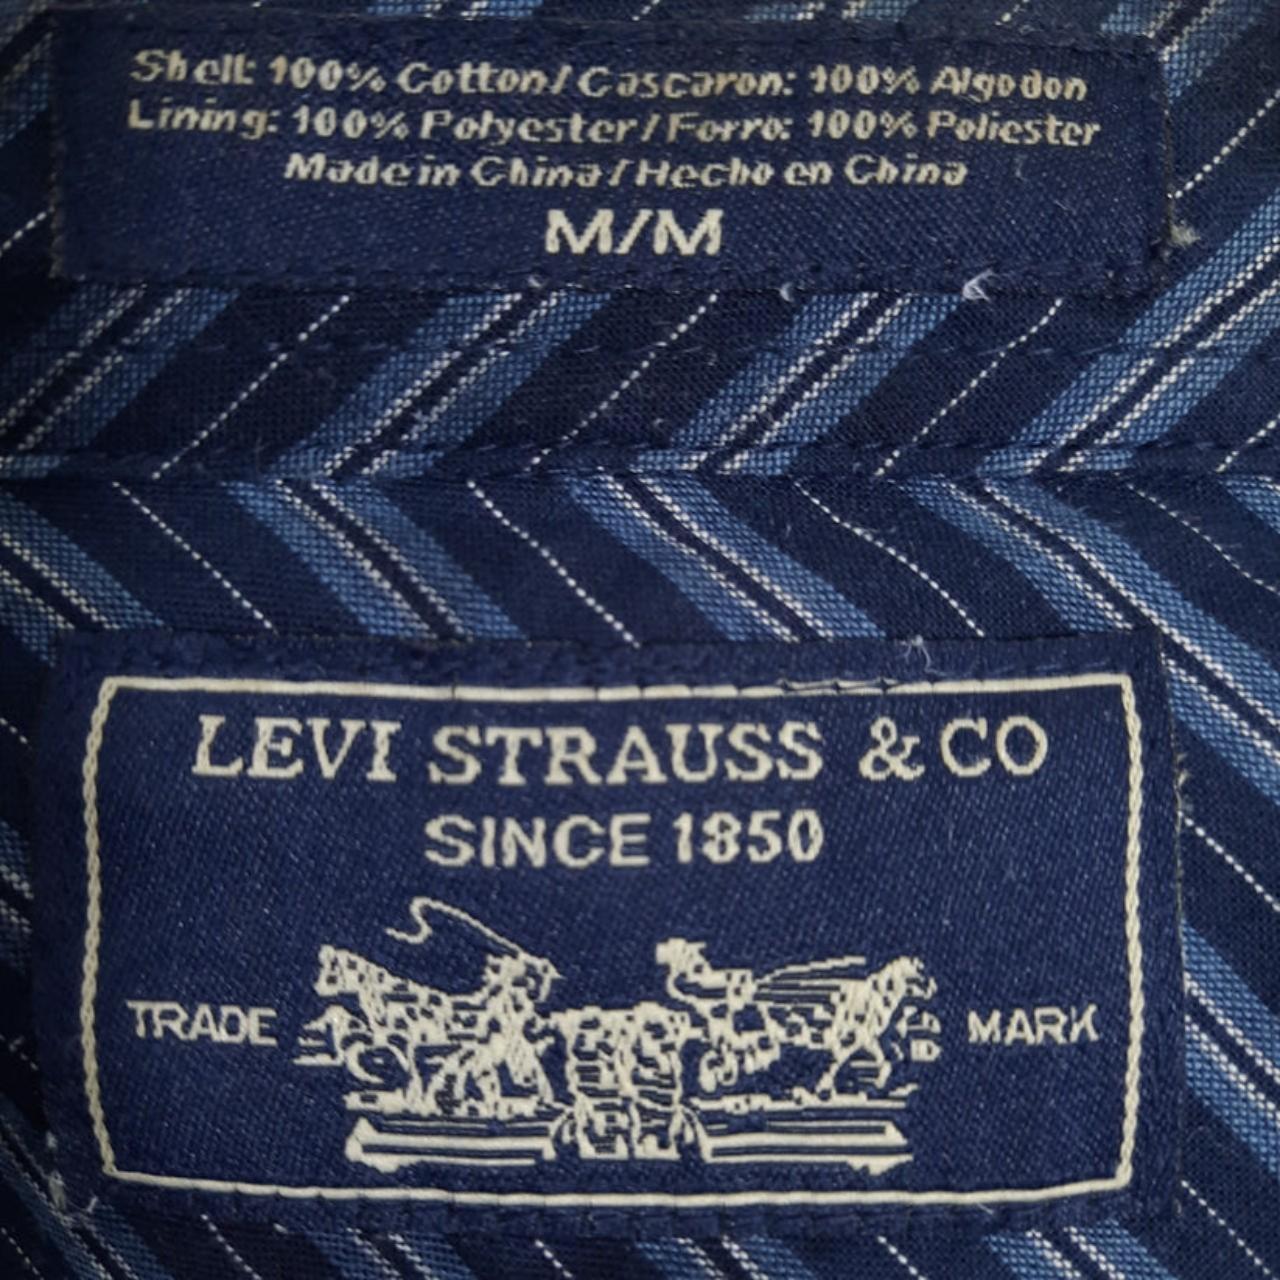 Shell: 100% Cotton/Cascaron: 100% Algodon
Lining: 100% Polyester/Forro: 100% Poliester
Made in China/Hecho en China
M/M
LEVI STRAUSS & CO
SINCE 1850
TRADE MARK